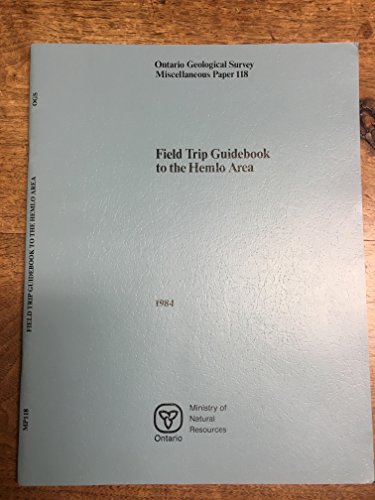 Ontario Geological Survey
Miscellaneous Paper 118
Field Trip Guidebook
to the Hemlo Area
1984
Ontario
Ministry of
Natural
Resources
OGS
FIELD TRIP GUIDEBOOK TO THE HEMLO AREA
MP118